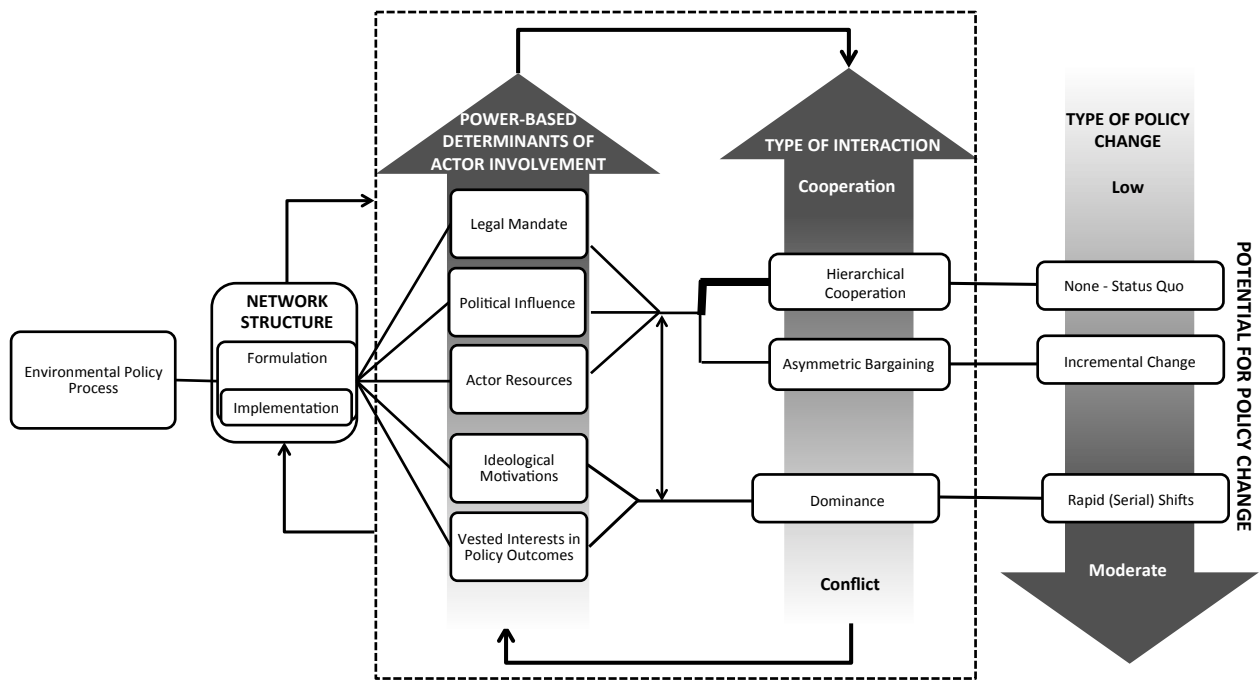 POWER-BASED
DETERMINANTS OF
ACTOR INVOLVEMENT
TYPE OF INTERACTION
Cooperation
TYPE OF POLICY
CHANGE
Low
Legal Mandate
Political Influence
Actor Resources
Ideological
Motivations
Vested Interests in
Policy Outcomes
NETWORK
STRUCTURE
Formulation
Implementation
Environmental Policy
Process
Hierarchical
Cooperation
Asymmetric Bargaining
Dominance
Conflict
None - Status Quo
Incremental Change
Rapid (Serial) Shifts
Moderate
POTENTIAL FOR POLICY CHANGE